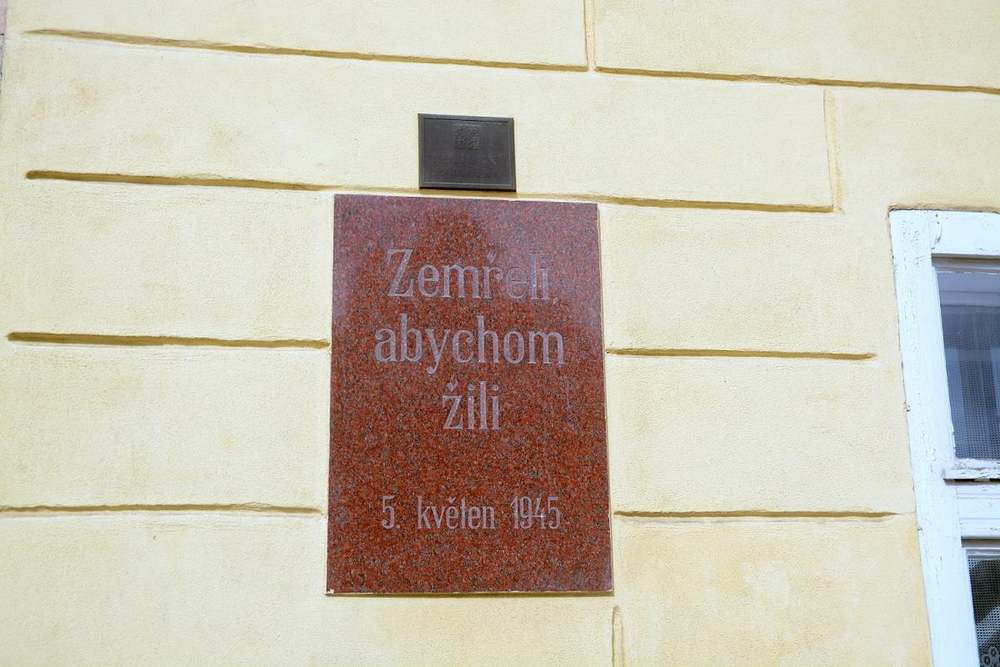 Zemřeli,
abychom
žili
5. květen 1945